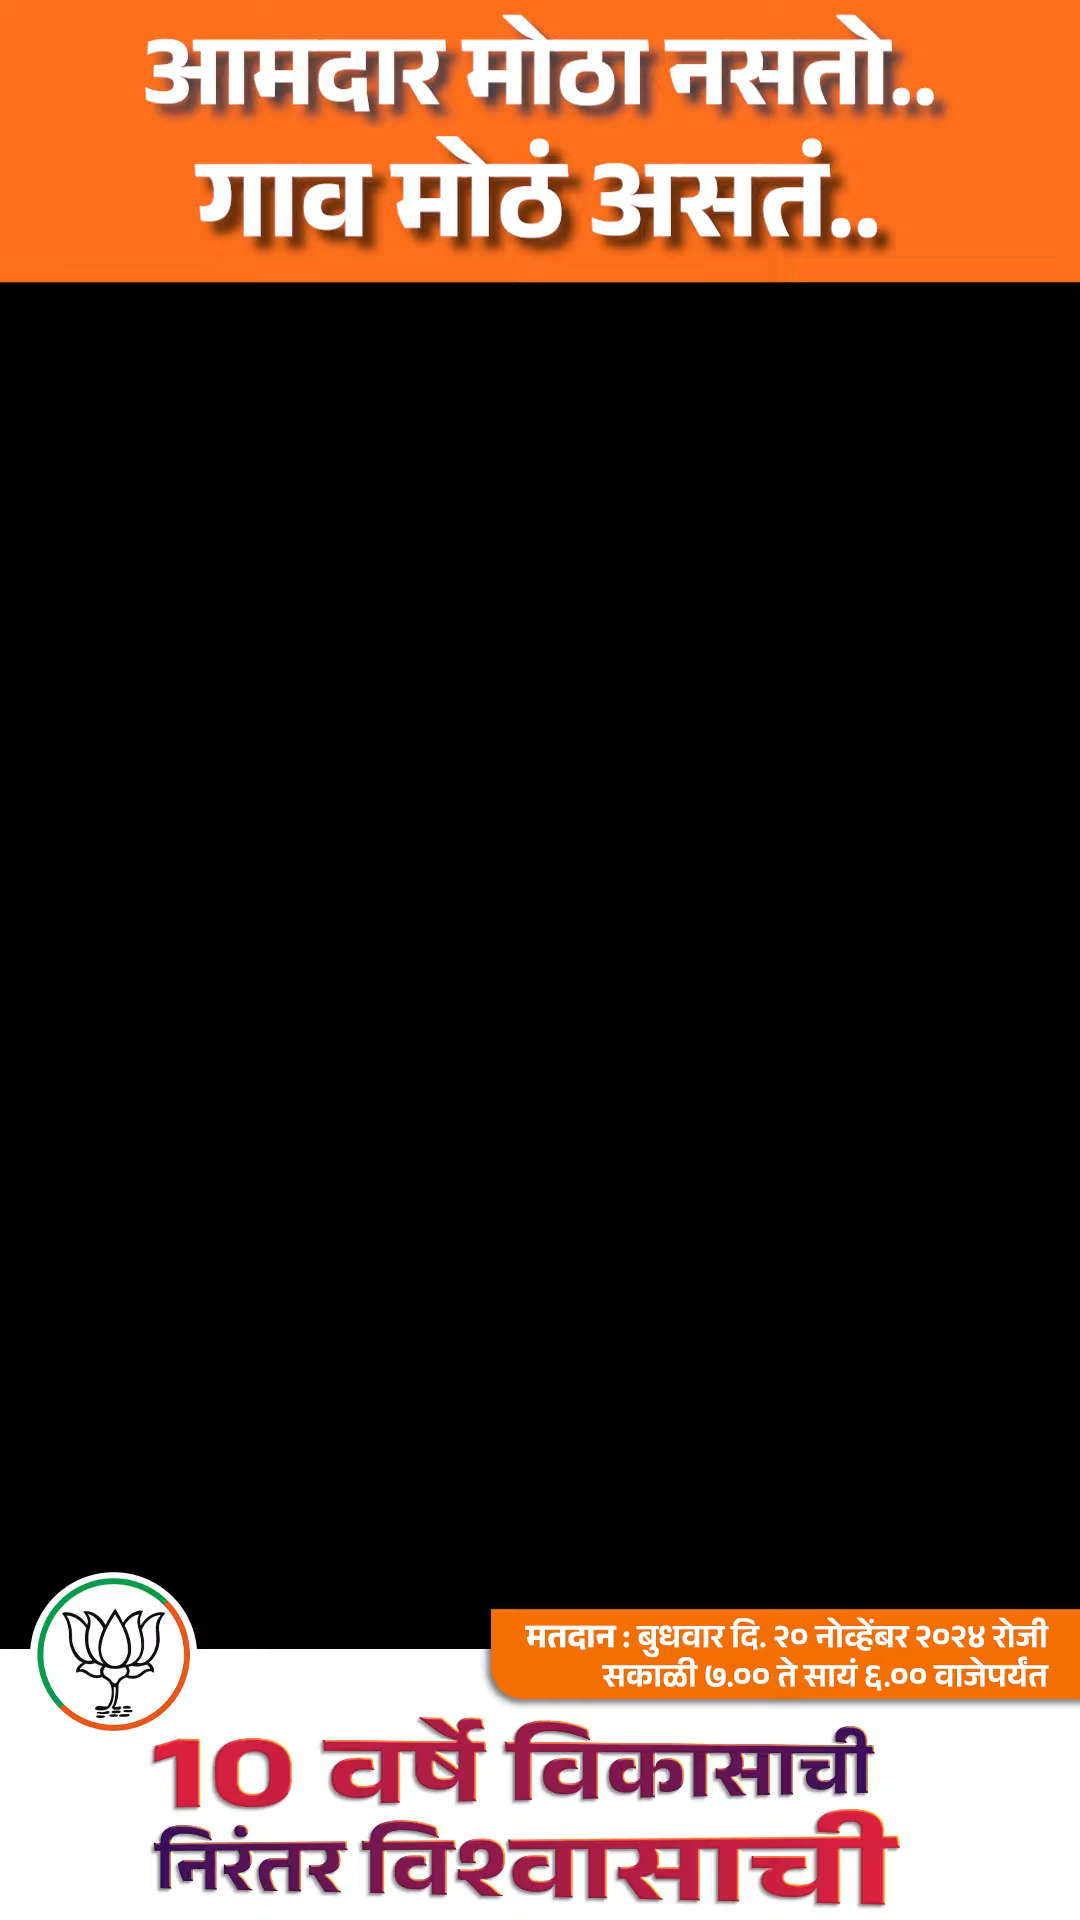 आमदार मोठा नसतो..
गाव मोठं असतं..
मतदान : बुधवार दि. २० नोव्हेंबर २०२४ रोजी
सकाळी ७.०० ते सायं ६.०० वाजेपर्यंत
10 वर्षे विकासाची
निरंतर विश्वासाची